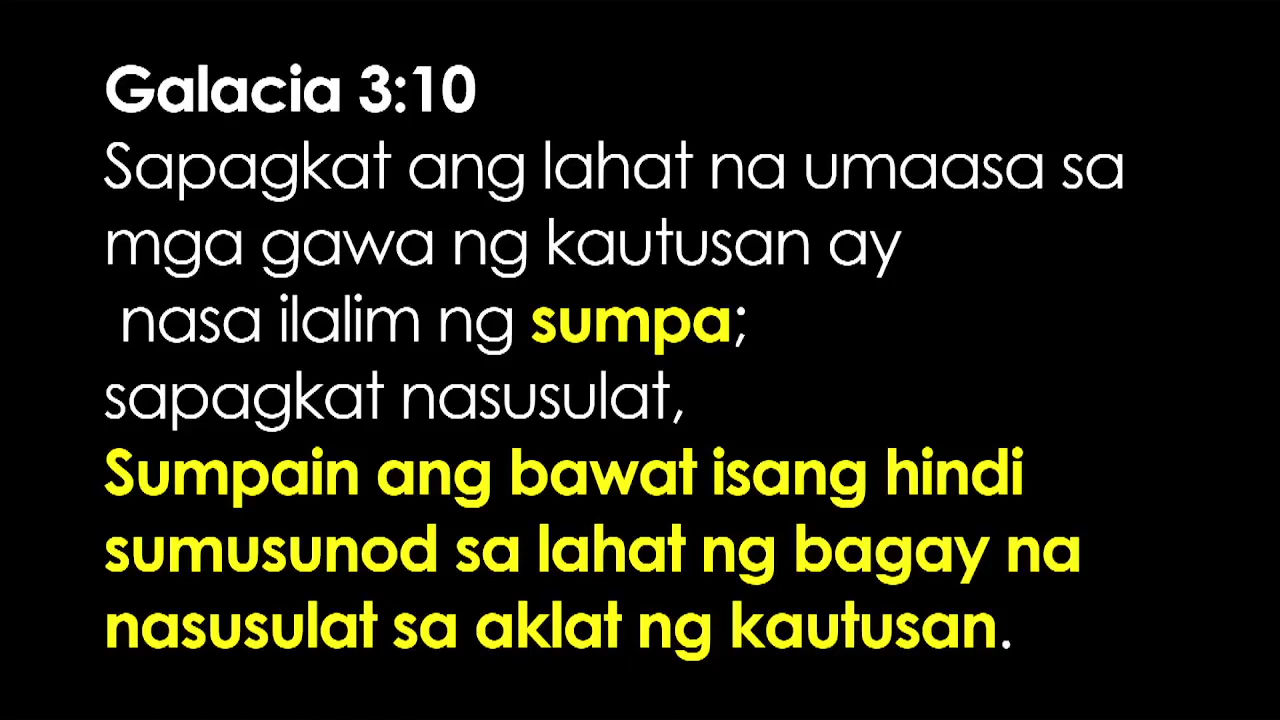 Galacia 3:10
Sapagkat ang lahat na umaasa sa
mga gawa ng kautusan ay
nasa ilalim ng sumpa;
sapagkat nasusulat,
Sumpain ang bawat isang hindi
sumusunod sa lahat ng bagay na
nasusulat sa aklat ng kautusan.